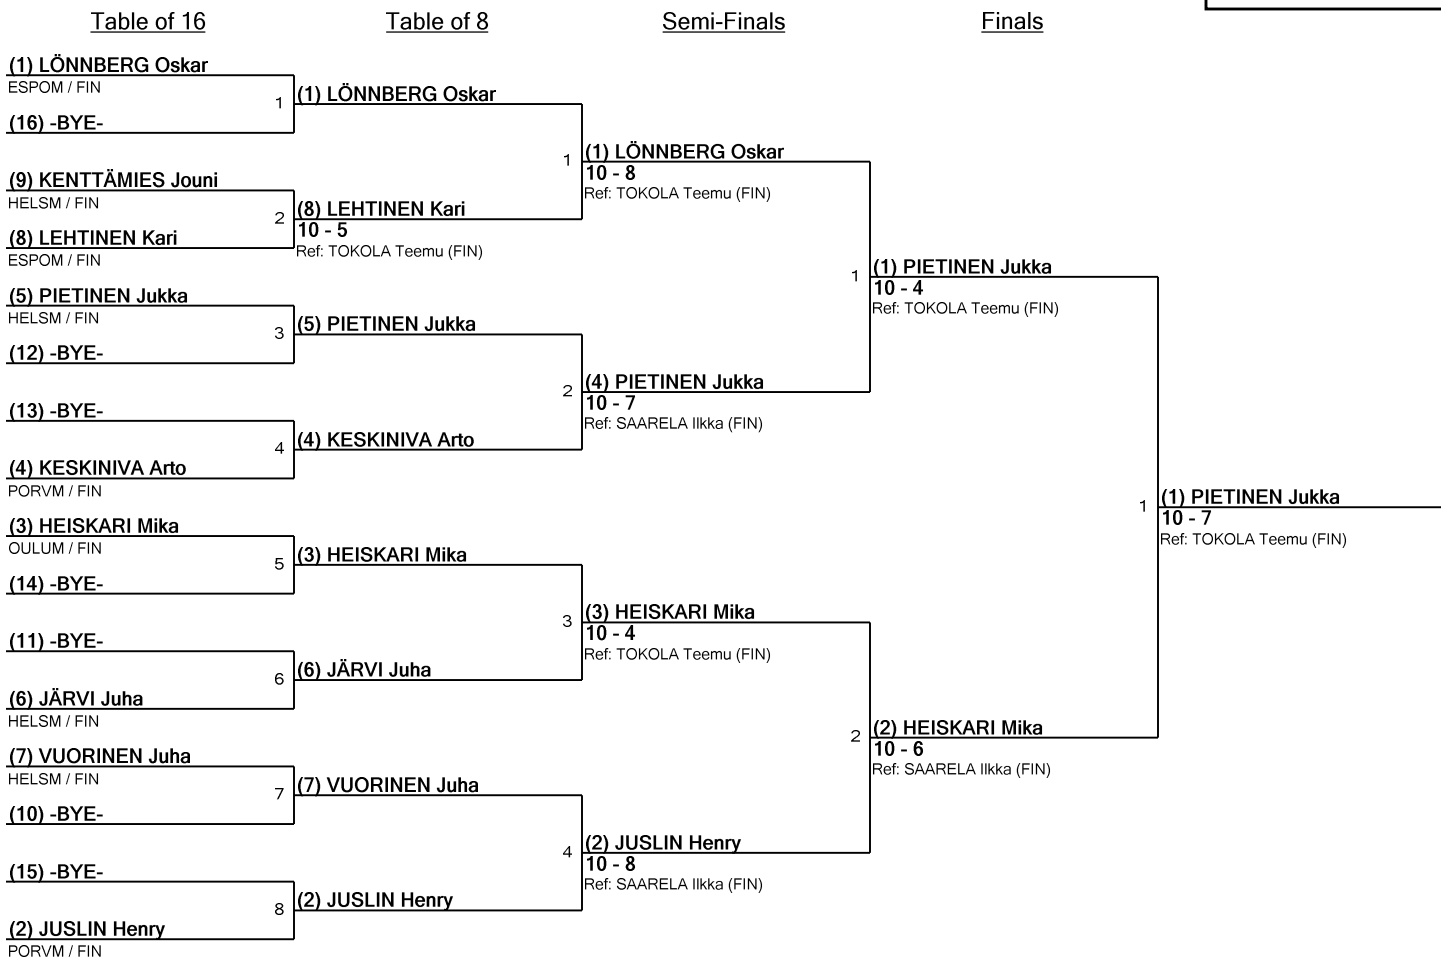 Table of 16
Table of 8
Semi-Finals
Finals
(1) LÖNNBERG Oskar
ESPOM / FIN
1
(16) -BYE-
(9) KENTTÄMIES Jouni
HELSM / FIN
2
(8) LEHTINEN Kari
ESPOM / FIN
(5) PIETINEN Jukka
HELSM / FIN
3
(12) -BYE-
(13) -BYE-
4
(4) KESKINIVA Arto
PORVM / FIN
(3) HEISKARI Mika
OULUM / FIN
5
(14) -BYE-
(11) -BYE-
6
(6) JÄRVI Juha
HELSM / FIN
(7) VUORINEN Juha
HELSM / FIN
7
(10) -BYE-
(15) -BYE-
8
(2) JUSLIN Henry
PORVM / FIN
(1) LÖNNBERG Oskar
1
(8) LEHTINEN Kari
10 - 5
Ref: TOKOLA Teemu (FIN)
(5) PIETINEN Jukka
2
(4) KESKINIVA Arto
(3) HEISKARI Mika
3
(6) JÄRVI Juha
(7) VUORINEN Juha
4
(2) JUSLIN Henry
(1) LÖNNBERG Oskar
10 - 8
Ref: TOKOLA Teemu (FIN)
1
(4) PIETINEN Jukka
10 - 7
Ref: SAARELA Ilkka (FIN)
(3) HEISKARI Mika
10 - 4
Ref: TOKOLA Teemu (FIN)
2
(2) JUSLIN Henry
10 - 8
Ref: SAARELA Ilkka (FIN)
(1) PIETINEN Jukka
10 - 4
Ref: TOKOLA Teemu (FIN)
1
(2) HEISKARI Mika
10 - 6
Ref: SAARELA Ilkka (FIN)
(1) PIETINEN Jukka
10 - 7
Ref: TOKOLA Teemu (FIN)